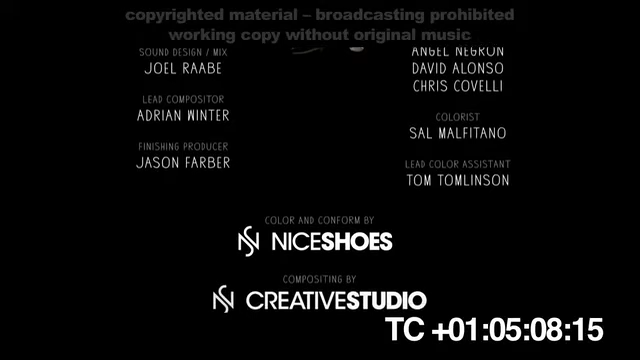 copyrighted material – broadcasting prohibited
working copy without original music
SOUND DESIGN / MIX
JOEL RAABE
LEAD COMPOSITOR
ADRIAN WINTER
FINISHING PRODUCER
JASON FARBER
ANGEL NEGRON
DAVID ALONSO
CHRIS COVELLI
COLORIST
SAL MALFITANO
LEAD COLOR ASSISTANT
TOM TOMLINSON
COLOR AND CONFORM BY
NICESHOES
COMPOSITING BY
CREATIVESTUDIO
TC +01:05:08:15